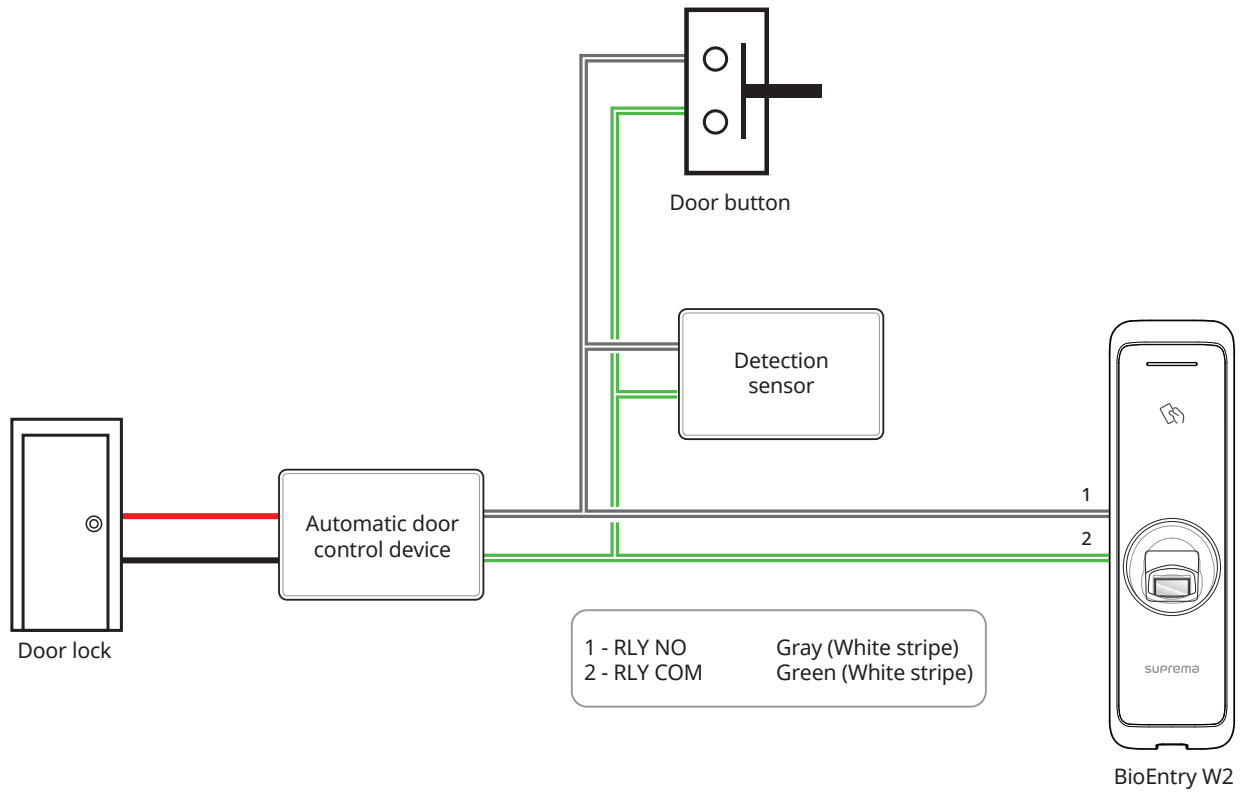 Door button
Detection
sensor
1
Automatic door
control device
2
Door lock
1 - RLY NO Gray (White stripe)
2 - RLY COM Green (White stripe)
suprema
BioEntry W2